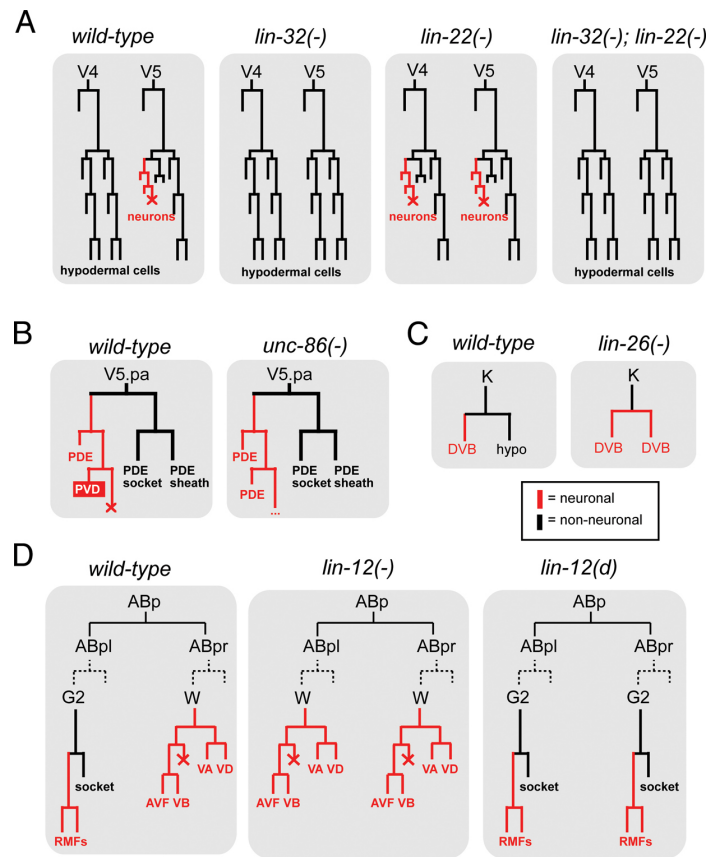 A
wild-type lin-32(-) lin-22(-) lin-32(-); lin-22(-)
V4 V5 V4 V5 V4 V5 V4 V5
neurons neurons neurons
hypodermal cells hypodermal cells hypodermal cells
B
wild-type unc-86(-)
V5.pa V5.pa
PDE PDE
PVD PDE socket PDE sheath PDE PDE socket PDE sheath
...
C
wild-type lin-26(-)
K K
DVB hypo DVB DVB
= neuronal
= non-neuronal
D
wild-type lin-12(-) lin-12(d)
ABp ABp ABp
ABpl ABpr ABpl ABpr ABpl ABpr
G2 W W W G2 G2
socket VA VD VA VD VA VD socket socket
AVF VB AVF VB AVF VB
RMFs RMFs RMFs